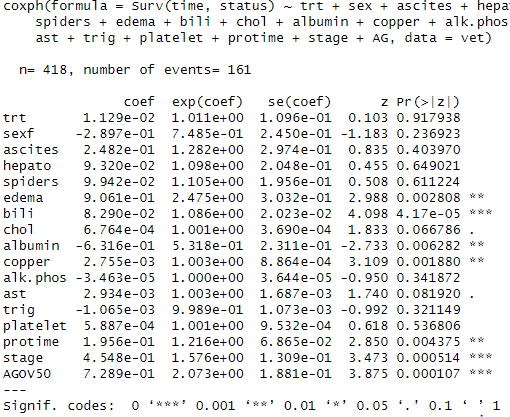 coxph(formula = Surv(time, status) ~ trt + sex + ascites + hepa
spiders + edema + bili + chol + albumin + copper + alk.phos
ast + trig + platelet + protime + stage + AG, data = vet)
n= 418, number of events= 161
coef exp(coef) se(coef) z Pr(>|z|)
trt 1.129e-02 1.011e+00 1.096e-01 0.103 0.917938
sexf -2.897e-01 7.485e-01 2.450e-01 -1.183 0.236923
ascites 2.482e-01 1.282e+00 2.974e-01 0.835 0.403970
hepato 9.320e-02 1.098e+00 2.048e-01 0.455 0.649021
spiders 9.942e-02 1.105e+00 1.956e-01 0.508 0.611224
edema 9.061e-01 2.475e+00 3.032e-01 2.988 0.002808 **
bili 8.290e-02 1.086e+00 2.023e-02 4.098 4.17e-05 ***
chol 6.764e-04 1.001e+00 3.690e-04 1.833 0.066786 .
albumin -6.316e-01 5.318e-01 2.311e-01 -2.733 0.006282 **
copper 2.755e-03 1.003e+00 8.864e-04 3.109 0.001880 **
alk.phos -3.463e-05 1.000e+00 3.644e-05 -0.950 0.341872
ast 2.934e-03 1.003e+00 1.687e-03 1.740 0.081920 .
trig -1.065e-03 9.989e-01 1.073e-03 -0.992 0.321149
platelet 5.887e-04 1.001e+00 9.532e-04 0.618 0.536806
protime 1.956e-01 1.216e+00 6.865e-02 2.850 0.004375 **
stage 4.548e-01 1.576e+00 1.309e-01 3.473 0.000514 ***
AGOV50 7.289e-01 2.073e+00 1.881e-01 3.875 0.000107 ***
---
Signif. codes: 0 ‘***’ 0.001 ‘**’ 0.01 ‘*’ 0.05 ‘.’ 0.1 ‘ ’ 1